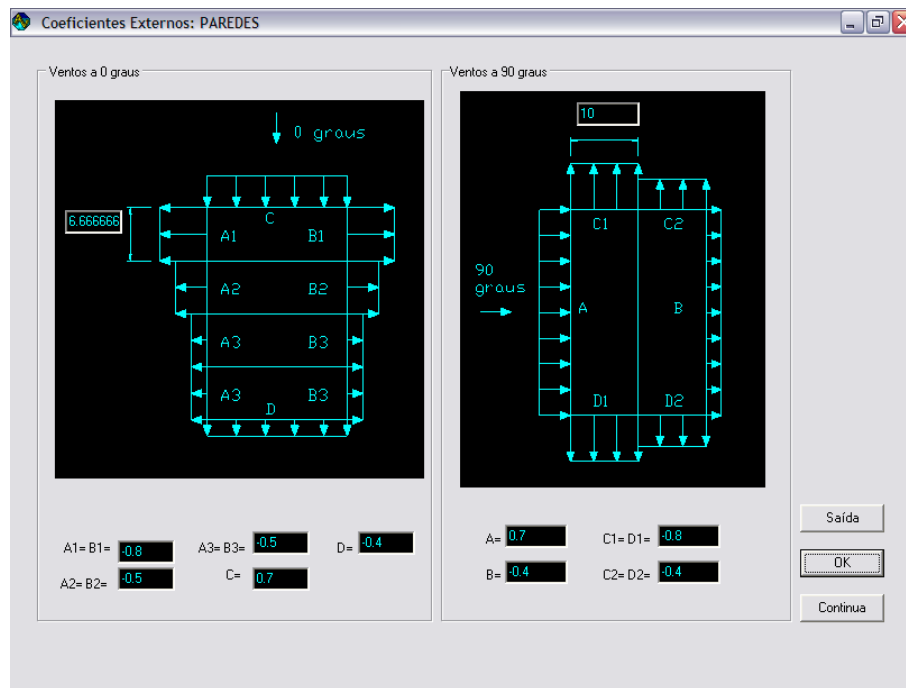 Coeficientes Externos: PAREDES
Ventos a 0 graus
0 graus
6.666666
C
A1 B1
A2 B2
A3 B3
A3 B3
D
A1= B1= -0.8
A3= B3= -0.5
D= -0.4
A2= B2= -0.5
C= 0.7
Ventos a 90 graus
10
C1 C2
90
graus
A B
D1 D2
A= 0.7
C1= D1= -0.8
B= -0.4
C2= D2= -0.4
Saída
OK
Continua